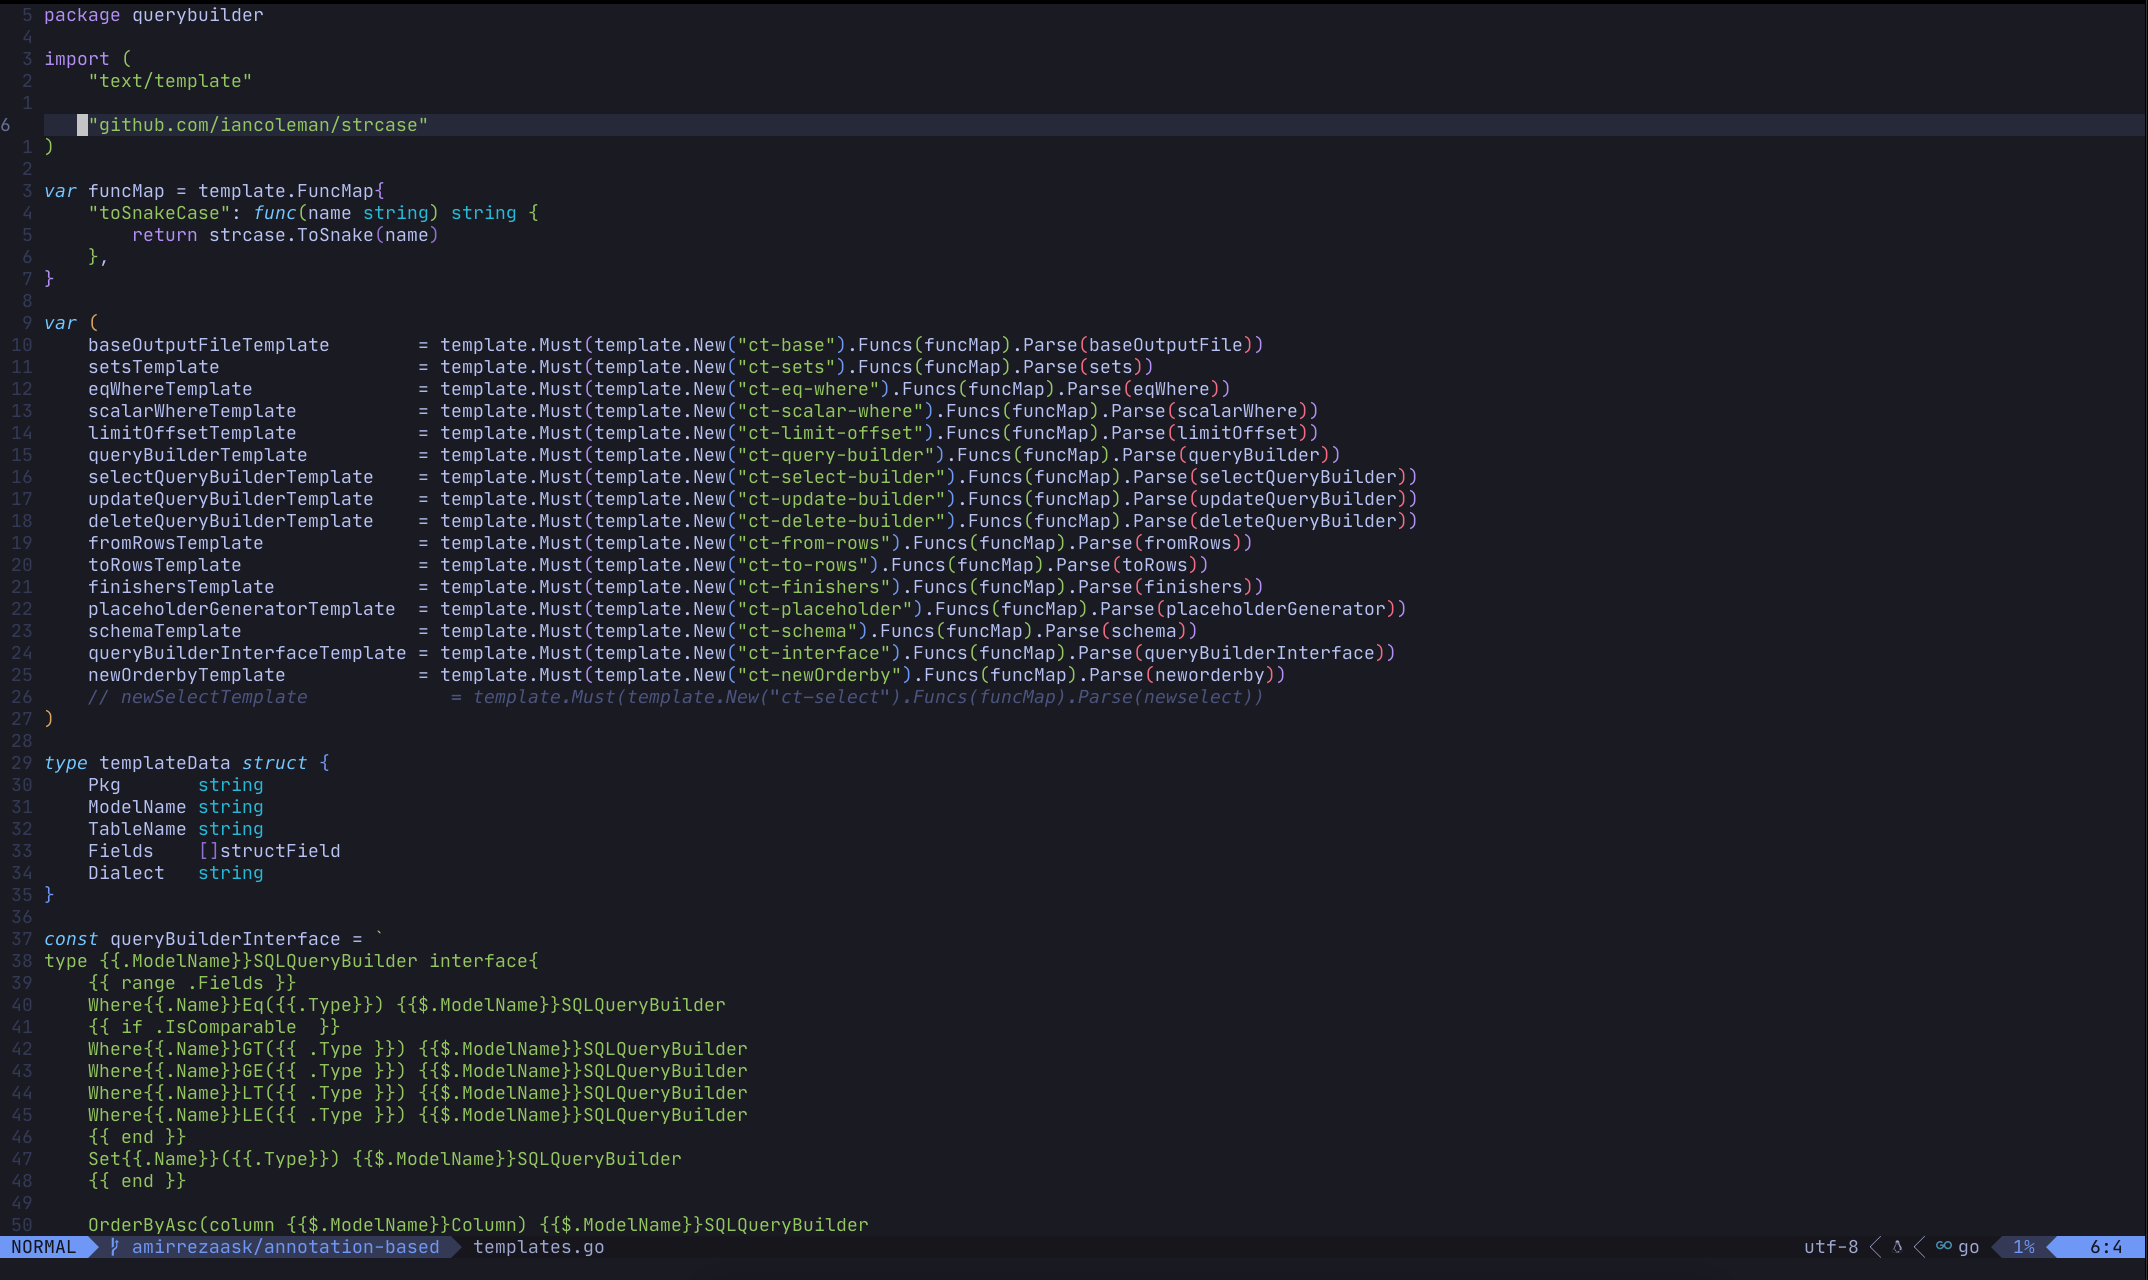 5 package querybuilder
4
3 import (
2     "text/template"
1
6     "github.com/iancoleman/strcase"
1 )
2
3 var funcMap = template.FuncMap{
4     "toSnakeCase": func(name string) string {
5         return strcase.ToSnake(name)
6     },
7 }
8
9 var (
10     baseOutputFileTemplate        = template.Must(template.New("ct-base").Funcs(funcMap).Parse(baseOutputFile))
11     setsTemplate                  = template.Must(template.New("ct-sets").Funcs(funcMap).Parse(sets))
12     eqWhereTemplate               = template.Must(template.New("ct-eq-where").Funcs(funcMap).Parse(eqWhere))
13     scalarWhereTemplate           = template.Must(template.New("ct-scalar-where").Funcs(funcMap).Parse(scalarWhere))
14     limitOffsetTemplate           = template.Must(template.New("ct-limit-offset").Funcs(funcMap).Parse(limitOffset))
15     queryBuilderTemplate          = template.Must(template.New("ct-query-builder").Funcs(funcMap).Parse(queryBuilder))
16     selectQueryBuilderTemplate    = template.Must(template.New("ct-select-builder").Funcs(funcMap).Parse(selectQueryBuilder))
17     updateQueryBuilderTemplate    = template.Must(template.New("ct-update-builder").Funcs(funcMap).Parse(updateQueryBuilder))
18     deleteQueryBuilderTemplate    = template.Must(template.New("ct-delete-builder").Funcs(funcMap).Parse(deleteQueryBuilder))
19     fromRowsTemplate              = template.Must(template.New("ct-from-rows").Funcs(funcMap).Parse(fromRows))
20     toRowsTemplate                = template.Must(template.New("ct-to-rows").Funcs(funcMap).Parse(toRows))
21     finishersTemplate             = template.Must(template.New("ct-finishers").Funcs(funcMap).Parse(finishers))
22     placeholderGeneratorTemplate  = template.Must(template.New("ct-placeholder").Funcs(funcMap).Parse(placeholderGenerator))
23     schemaTemplate                = template.Must(template.New("ct-schema").Funcs(funcMap).Parse(schema))
24     queryBuilderInterfaceTemplate = template.Must(template.New("ct-interface").Funcs(funcMap).Parse(queryBuilderInterface))
25     newOrderbyTemplate            = template.Must(template.New("ct-newOrderby").Funcs(funcMap).Parse(neworderby))
26     // newSelectTemplate             = template.Must(template.New("ct-select").Funcs(funcMap).Parse(newselect))
27 )
28
29 type templateData struct {
30     Pkg       string
31     ModelName string
32     TableName string
33     Fields    []structField
34     Dialect   string
35 }
36
37 const queryBuilderInterface = `
38 type {{.ModelName}}SQLQueryBuilder interface{
39     {{ range .Fields }}
40     Where{{.Name}}Eq({{.Type}}) {{$.ModelName}}SQLQueryBuilder
41     {{ if .IsComparable  }}
42     Where{{.Name}}GT({{ .Type }}) {{$.ModelName}}SQLQueryBuilder
43     Where{{.Name}}GE({{ .Type }}) {{$.ModelName}}SQLQueryBuilder
44     Where{{.Name}}LT({{ .Type }}) {{$.ModelName}}SQLQueryBuilder
45     Where{{.Name}}LE({{ .Type }}) {{$.ModelName}}SQLQueryBuilder
46     {{ end }}
47     Set{{.Name}}({{.Type}}) {{$.ModelName}}SQLQueryBuilder
48     {{ end }}
49
50     OrderByAsc(column {{$.ModelName}}Column) {{$.ModelName}}SQLQueryBuilder
NORMAL amirrezaask/annotation-based templates.go utf-8 go 1% 6:4